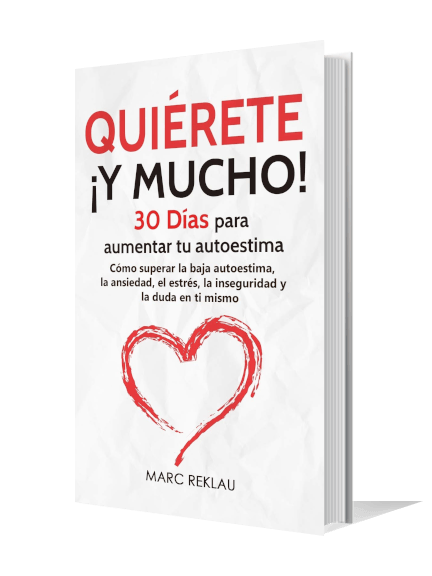 QUIÉRETE
¡Y MUCHO!
30 Días para
aumentar tu autoestima
Cómo superar la baja autoestima,
la ansiedad, el estrés, la inseguridad y
la duda en ti mismo
MARC REKLAU